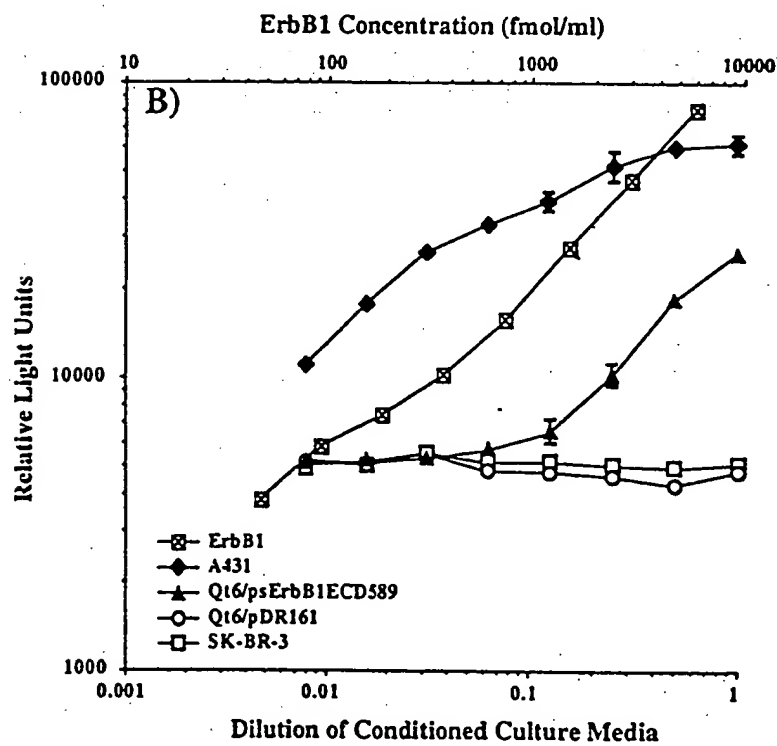 ErbB1 Concentration (fmol/ml)
10 100 1000 10000
100000
B)
10000
Relative Light Units
ErbB1
A431
Qt6/psErbB1ECD589
Qt6/pDR161
SK-BR-3
1000
0.001 0.01 0.1 1
Dilution of Conditioned Culture Media